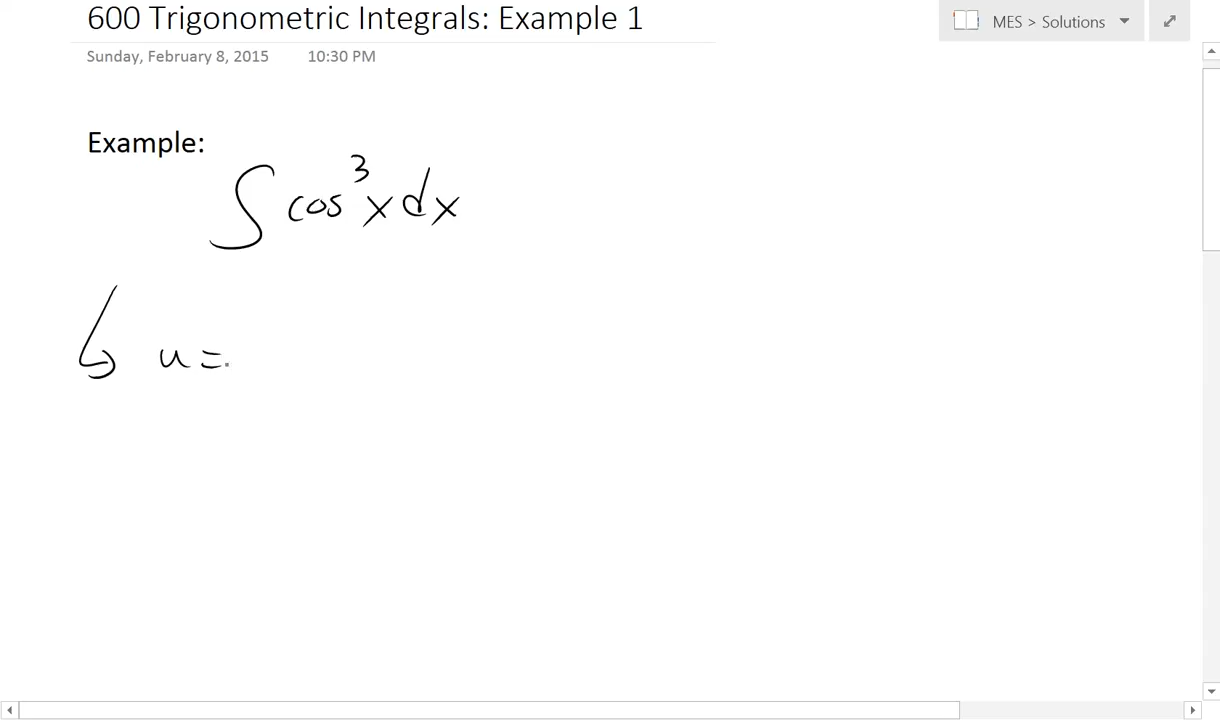 600 Trigonometric Integrals: Example 1
MES > Solutions
Sunday, February 8, 2015 10:30 PM
Example:
∫ cos³x dx
u =